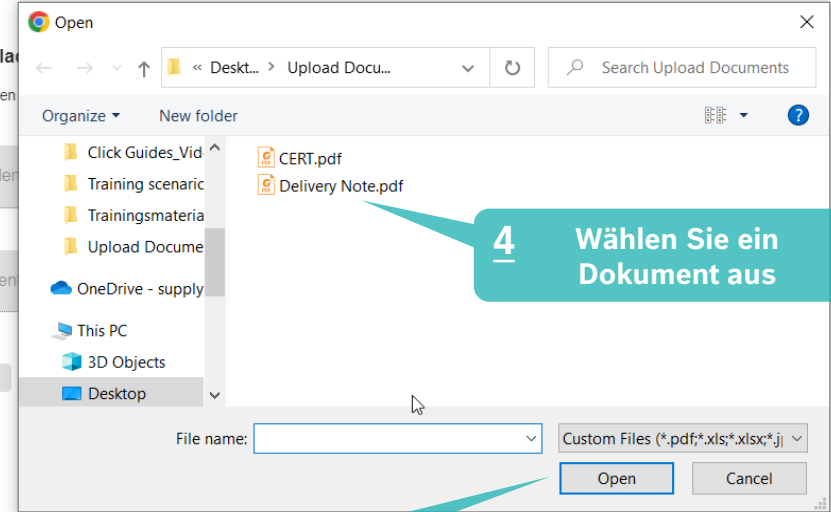 Open
« Deskt... > Upload Docu...
Search Upload Documents
Organize
New folder
?
Click Guides_Vid
Training scenaric
Trainingsmateria
Upload Docume
OneDrive - supply
This PC
3D Objects
Desktop
CERT.pdf
Delivery Note.pdf
4 Wählen Sie ein
Dokument aus
File name:
Custom Files (*.pdf;*.xls;*.xlsx;*.j
Open
Cancel